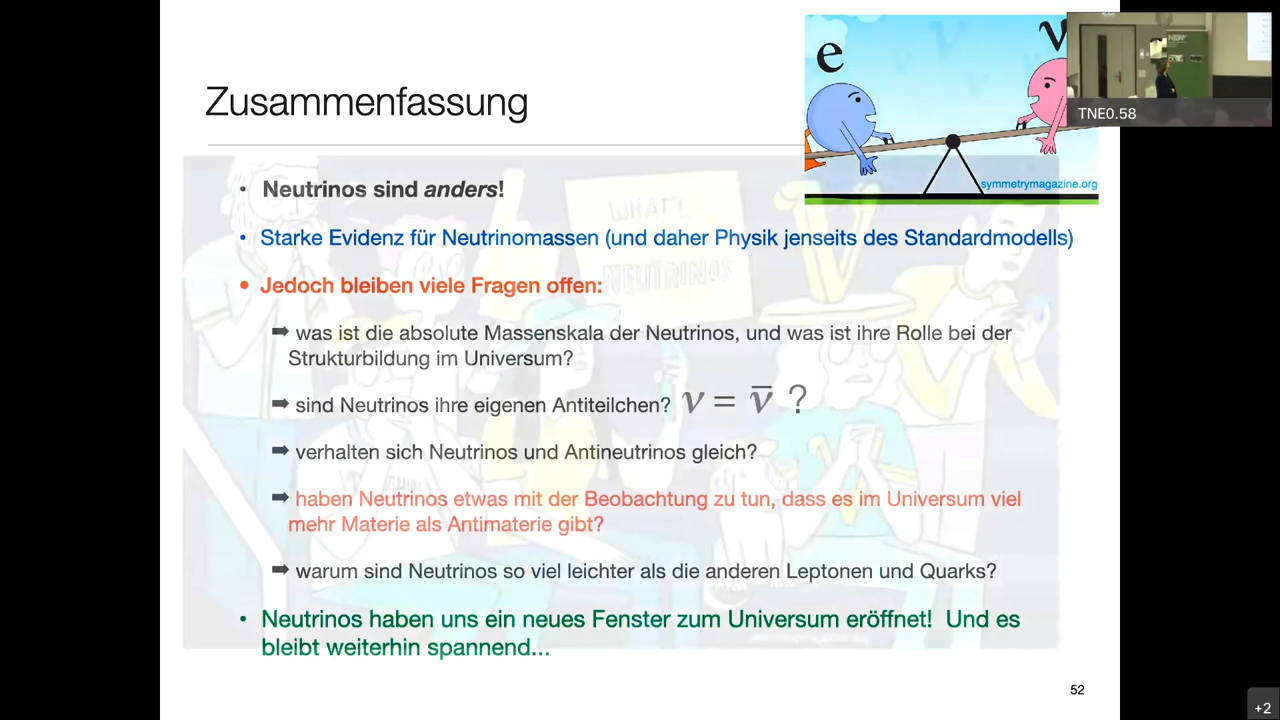 Zusammenfassung
e
ν
TNE0.58
symmetrymagazine.org
• Neutrinos sind anders!
• Starke Evidenz für Neutrinomassen (und daher Physik jenseits des Standardmodells)
• Jedoch bleiben viele Fragen offen:
➡ was ist die absolute Massenskala der Neutrinos, und was ist ihre Rolle bei der
Strukturbildung im Universum?
➡ sind Neutrinos ihre eigenen Antiteilchen? ν = ν̅ ?
➡ verhalten sich Neutrinos und Antineutrinos gleich?
➡ haben Neutrinos etwas mit der Beobachtung zu tun, dass es im Universum viel
mehr Materie als Antimaterie gibt?
➡ warum sind Neutrinos so viel leichter als die anderen Leptonen und Quarks?
• Neutrinos haben uns ein neues Fenster zum Universum eröffnet! Und es
bleibt weiterhin spannend...
WHAT'S
NEUTRINOS
52
+2